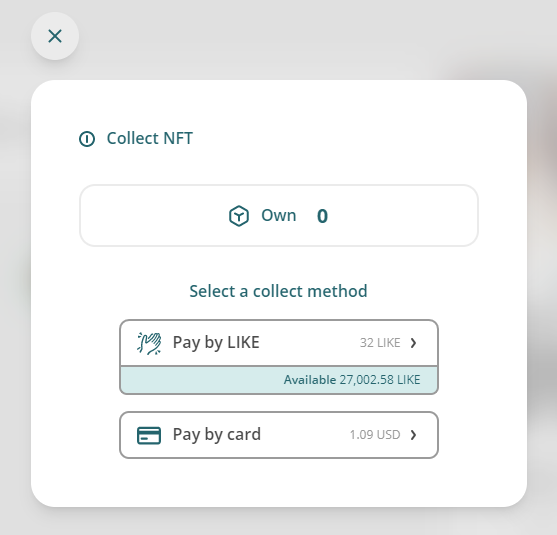 Collect NFT
Own 0
Select a collect method
Pay by LIKE 32 LIKE
Available 27,002.58 LIKE
Pay by card 1.09 USD